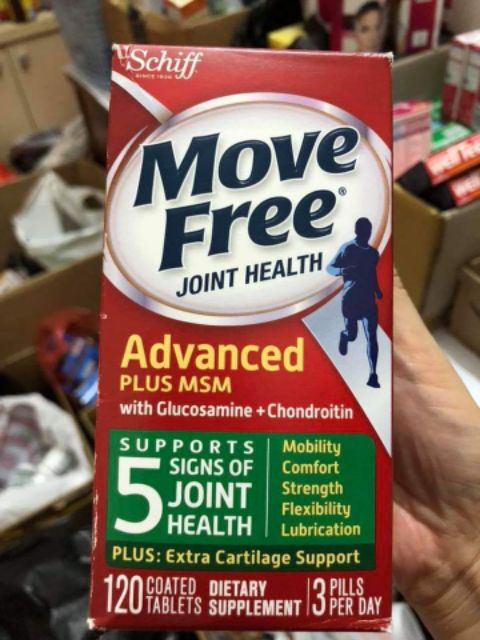 Schiff
SINCE 1936
Move
Free®
JOINT HEALTH
Advanced
PLUS MSM
with Glucosamine + Chondroitin
SUPPORTS
5 SIGNS OF
JOINT
HEALTH
Mobility
Comfort
Strength
Flexibility
Lubrication
PLUS: Extra Cartilage Support
120 COATED TABLETS
DIETARY SUPPLEMENT
3 PILLS PER DAY